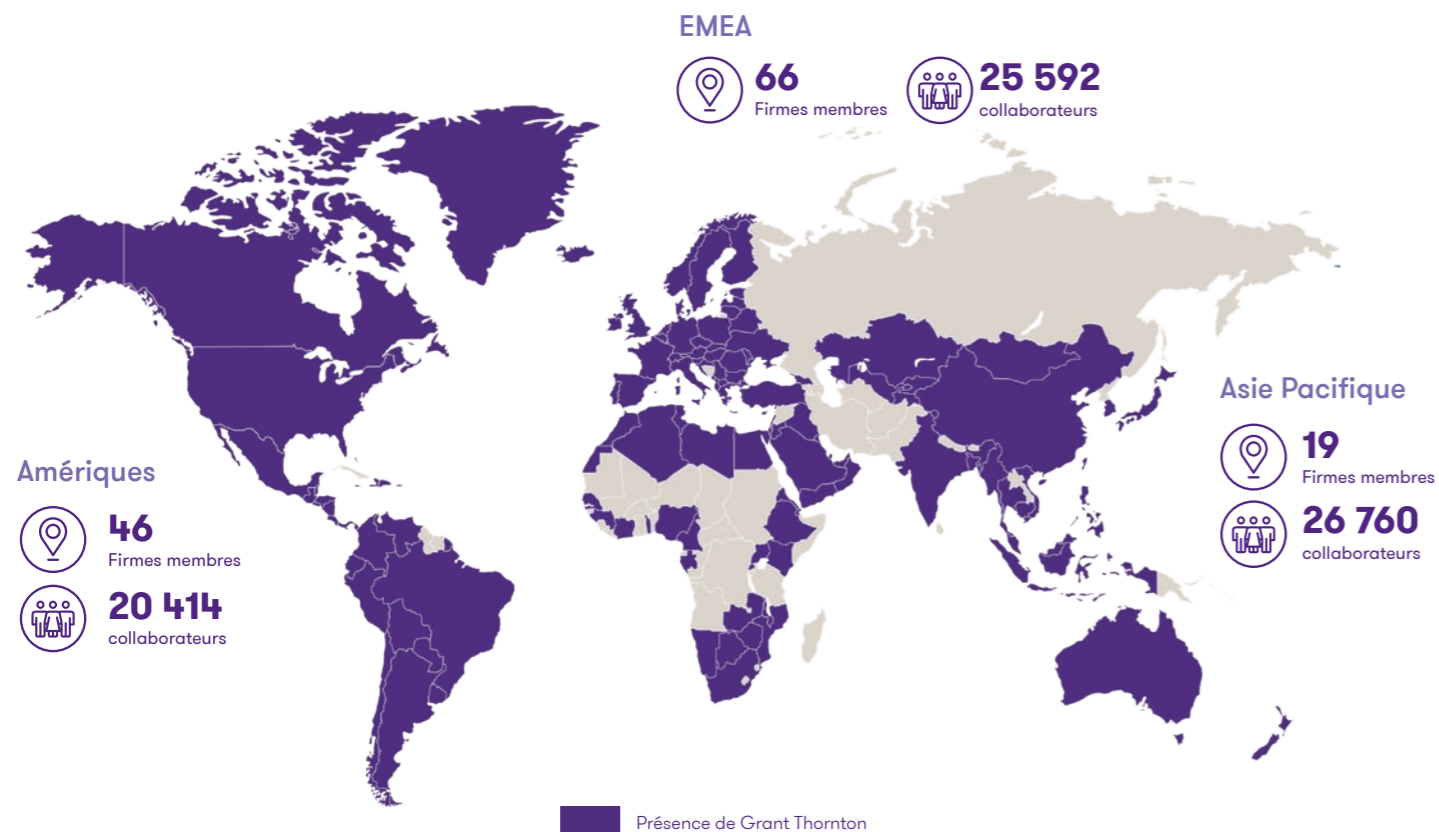 EMEA
66
Firmes membres
25 592
collaborateurs
Asie Pacifique
19
Firmes membres
26 760
collaborateurs
Amériques
46
Firmes membres
20 414
collaborateurs
Présence de Grant Thornton